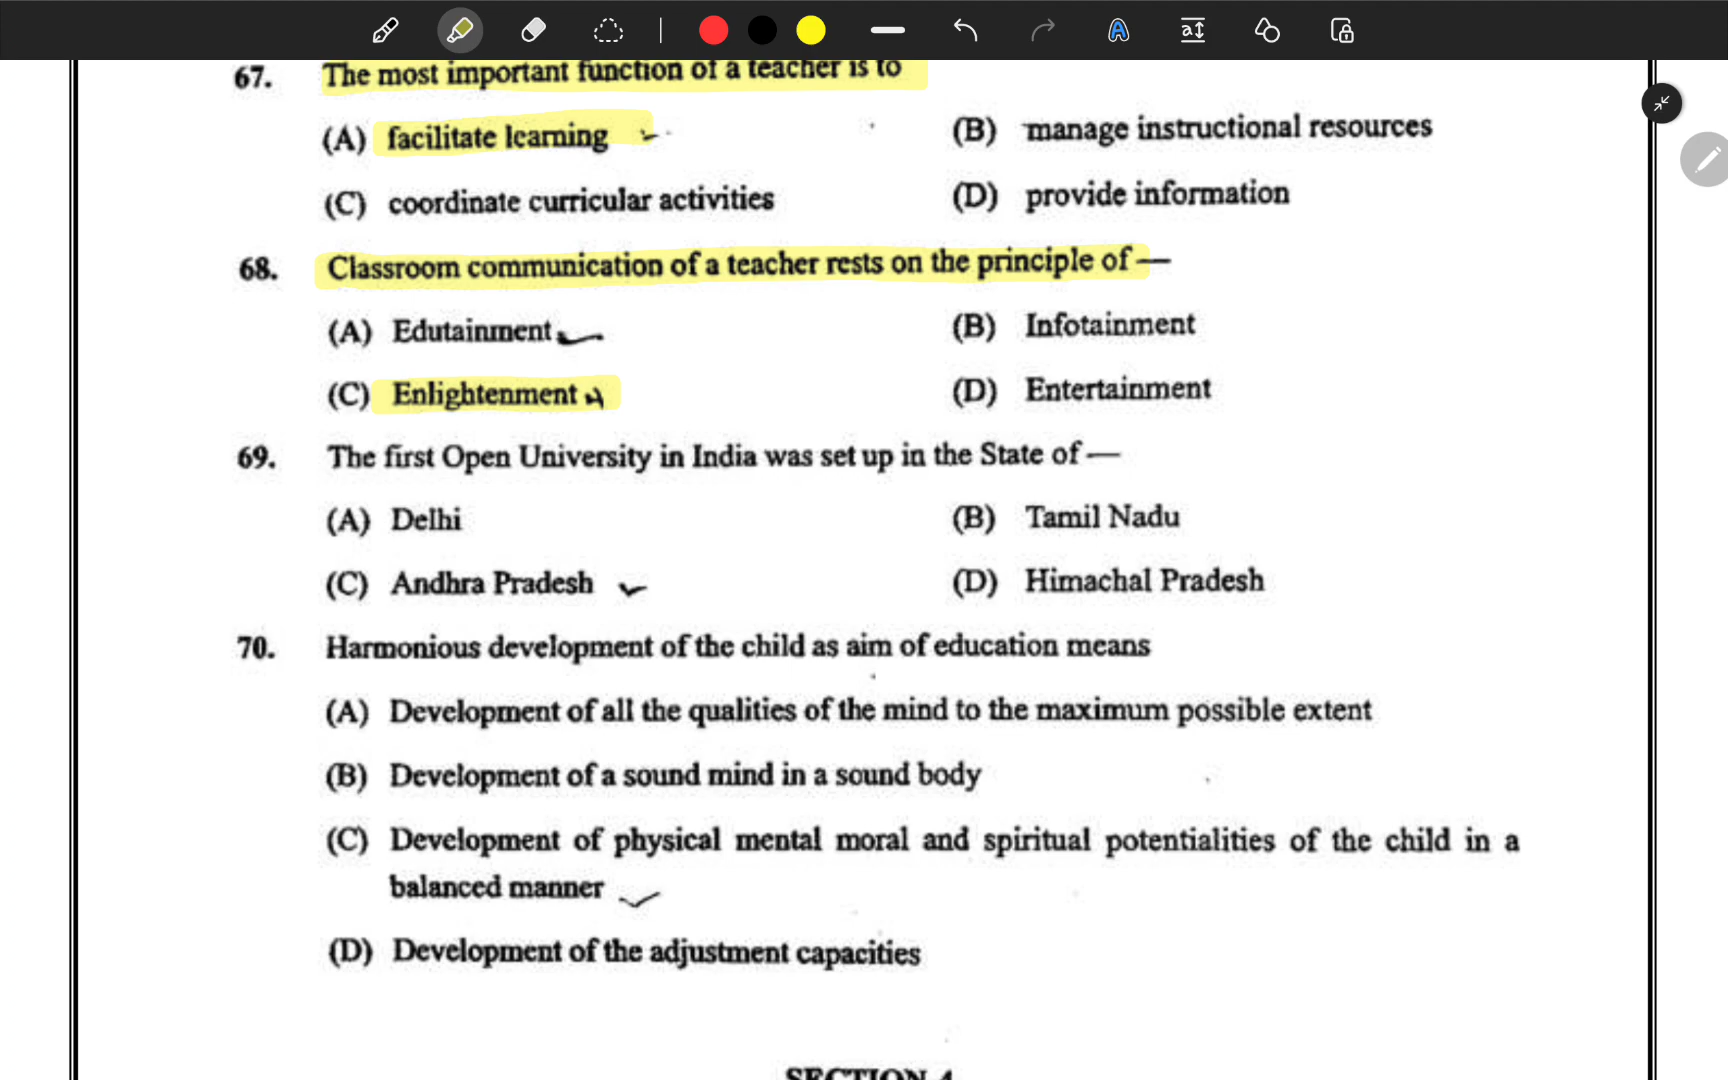 67. The most important function of a teacher is to
(A) facilitate learning (B) manage instructional resources
(C) coordinate curricular activities (D) provide information
68. Classroom communication of a teacher rests on the principle of —
(A) Edutainment (B) Infotainment
(C) Enlightenment (D) Entertainment
69. The first Open University in India was set up in the State of —
(A) Delhi (B) Tamil Nadu
(C) Andhra Pradesh (D) Himachal Pradesh
70. Harmonious development of the child as aim of education means
(A) Development of all the qualities of the mind to the maximum possible extent
(B) Development of a sound mind in a sound body
(C) Development of physical mental moral and spiritual potentialities of the child in a
balanced manner
(D) Development of the adjustment capacities
SECTION 4